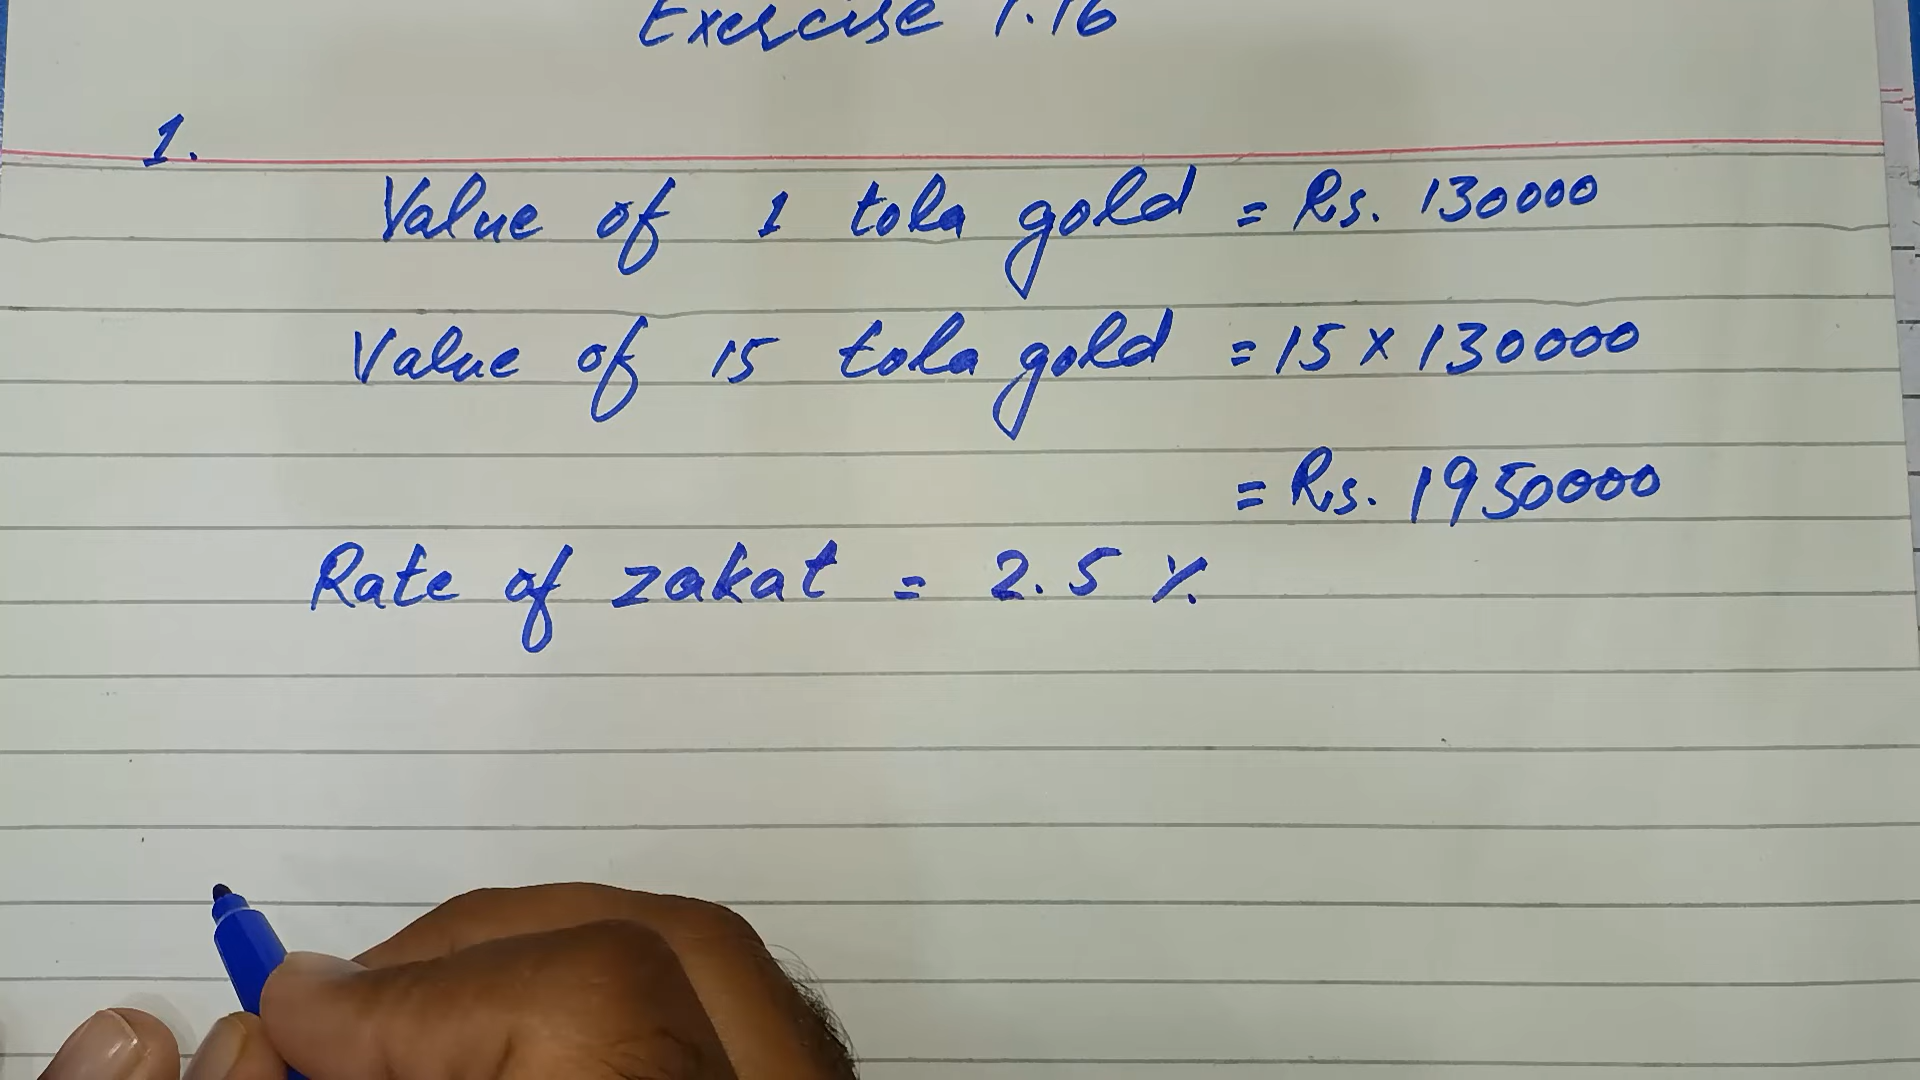 Exercise 1.16
1.
Value of 1 tola gold = Rs. 130000
Value of 15 tola gold = 15 x 130000
= Rs. 1950000
Rate of zakat = 2.5 %